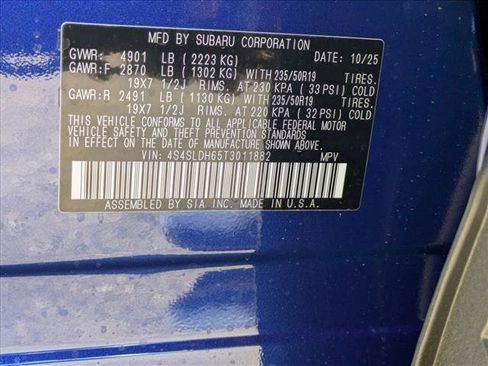 MFD BY SUBARU CORPORATION
GVWR: 4901 LB ( 2223 KG) DATE: 10/25
GAWR:F 2870 LB ( 1302 KG) WITH 235/50R19 TIRES.
19X7 1/2J RIMS. AT 230 KPA ( 33 PSI) COLD
GAWR:R 2491 LB ( 1130 KG) WITH 235/50R19 TIRES.
19X7 1/2J RIMS. AT 220 KPA ( 32 PSI) COLD
THIS VEHICLE CONFORMS TO ALL APPLICABLE FEDERAL MOTOR
VEHICLE SAFETY AND THEFT PREVENTION STANDARDS
IN EFFECT ON THE DATE OF MANUFACTURE SHOWN ABOVE.
VIN: 4S4SLDH65T3011882 MPV
ASSEMBLED BY SIA INC. MADE IN U.S.A.